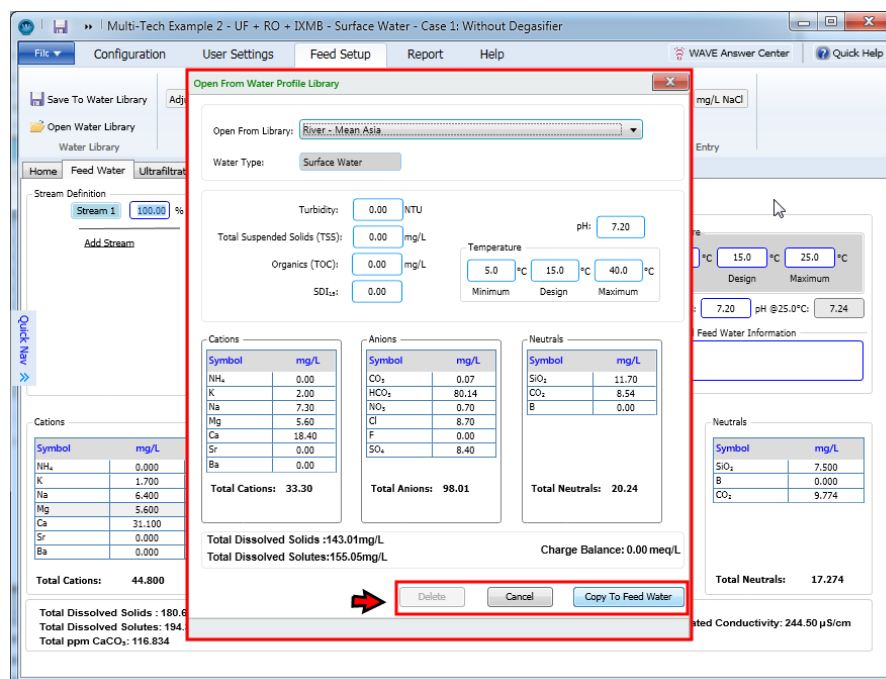 Multi-Tech Example 2 - UF + RO + IXMB - Surface Water - Case 1: Without Degasifier
File Configuration User Settings Feed Setup Report Help WAVE Answer Center Quick Help
Open From Water Profile Library
Save To Water Library
Open Water Library
Water Library
mg/L NaCl
Entry
Home Feed Water
Stream Definition
Stream 1 100.00 %
Add Stream
Open From Library: River - Mean Asia
Water Type: Surface Water
Turbidity: 0.00 NTU
Total Suspended Solids (TSS): 0.00 mg/L
Organics (TOC): 0.00 mg/L
SDI₁₅: 0.00
pH: 7.20
Temperature
5.0 °C 15.0 °C 40.0 °C
Minimum Design Maximum
°C 15.0 °C 25.0 °C
Design Maximum
7.20 pH @25.0°C: 7.24
Feed Water Information
Quick Nav
Cations
Symbol mg/L
NH₄ 0.00
K 2.00
Na 7.30
Mg 5.60
Ca 18.40
Sr 0.00
Ba 0.00
Total Cations: 33.30
Anions
Symbol mg/L
CO₃ 0.07
HCO₃ 80.14
NO₃ 0.70
Cl 8.70
F 0.00
SO₄ 8.40
Total Anions: 98.01
Neutrals
Symbol mg/L
SiO₂ 11.70
CO₂ 8.54
B 0.00
Total Neutrals: 20.24
Total Dissolved Solids :143.01mg/L
Total Dissolved Solutes:155.05mg/L
Charge Balance: 0.00 meq/L
Delete Cancel Copy To Feed Water
Cations
Symbol mg/L
NH₄ 0.000
K 1.700
Na 6.400
Mg 5.600
Ca 31.100
Sr 0.000
Ba 0.000
Total Cations: 44.800
Neutrals
Symbol mg/L
SiO₂ 7.500
B 0.000
CO₂ 9.774
Total Neutrals: 17.274
Total Dissolved Solids : 180.6
Total Dissolved Solutes: 194.
Total ppm CaCO₃: 116.834
Conductivity: 244.50 µS/cm